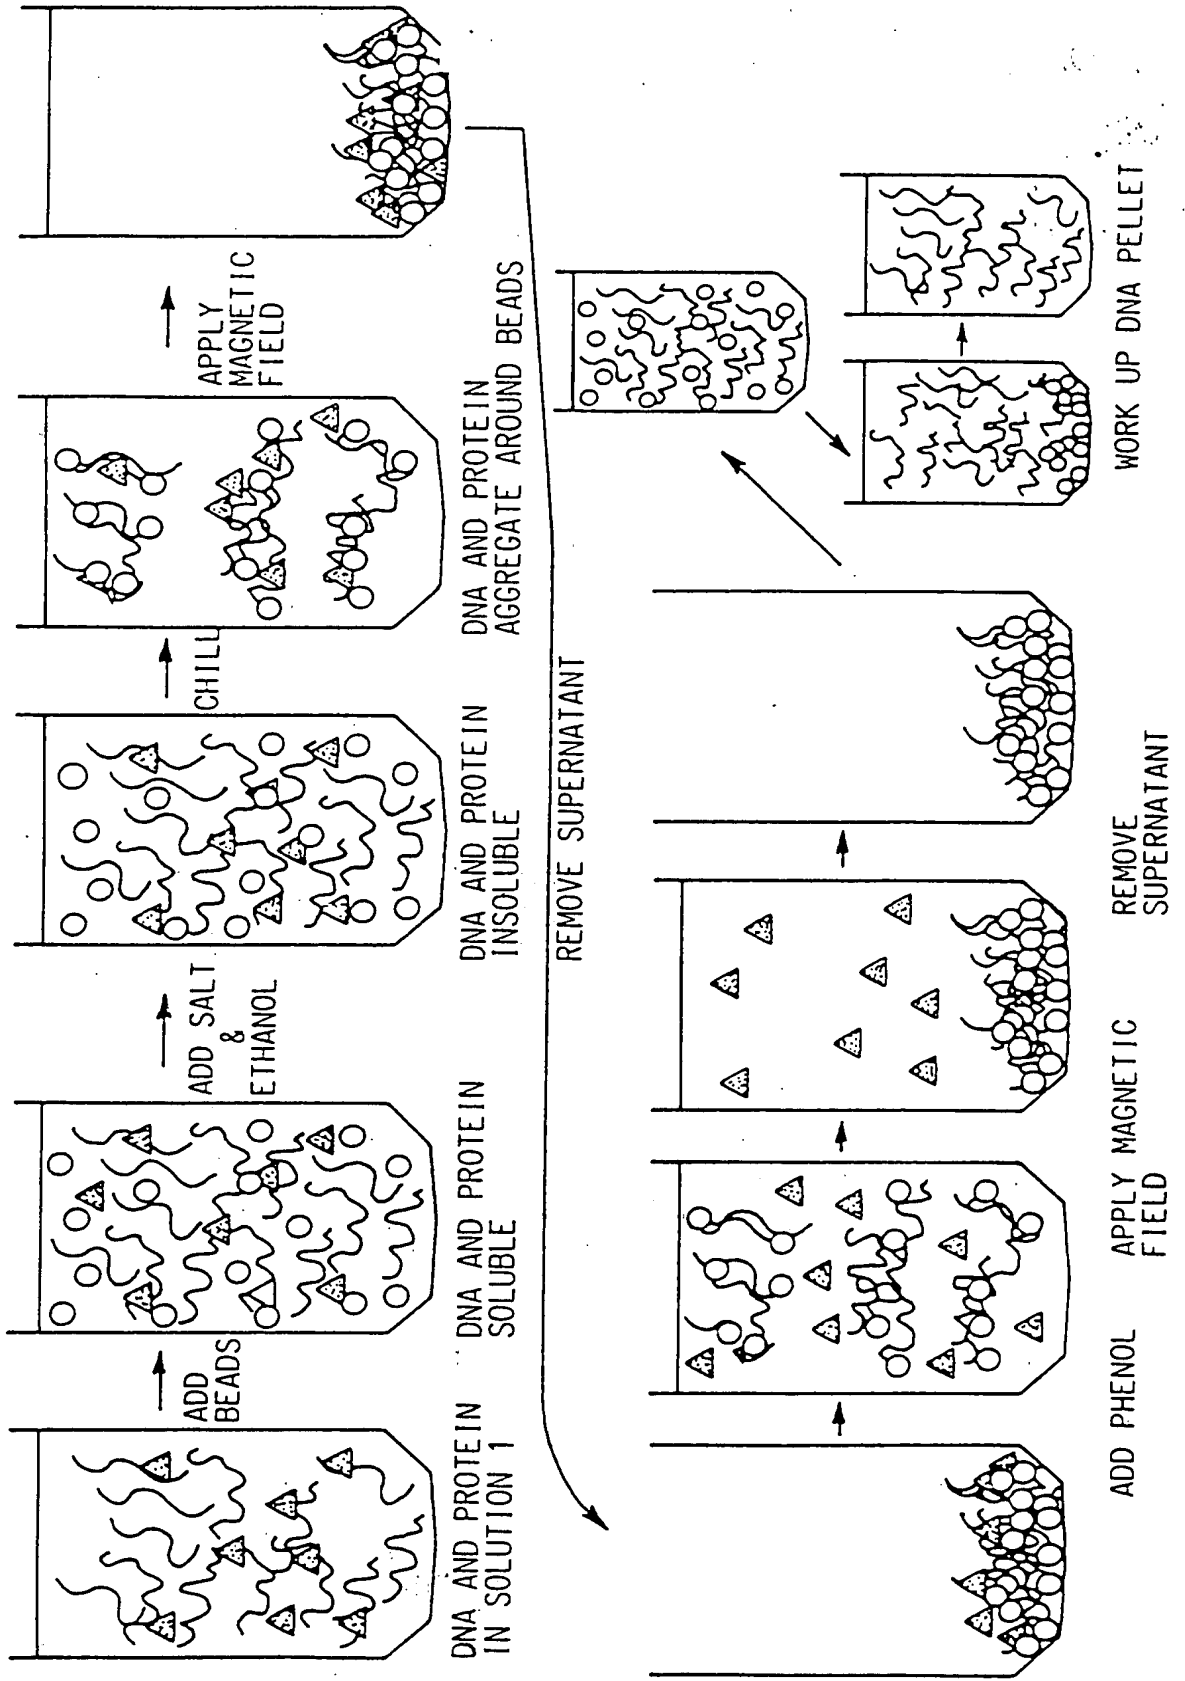 DNA AND PROTEIN
IN SOLUTION 1
ADD
BEADS
DNA AND PROTEIN
SOLUBLE
ADD SALT
&
ETHANOL
DNA AND PROTEIN
INSOLUBLE
CHILL
DNA AND PROTEIN
AGGREGATE AROUND BEADS
APPLY
MAGNETIC
FIELD
REMOVE SUPERNATANT
ADD PHENOL
APPLY MAGNETIC
FIELD
REMOVE
SUPERNATANT
WORK UP DNA PELLET